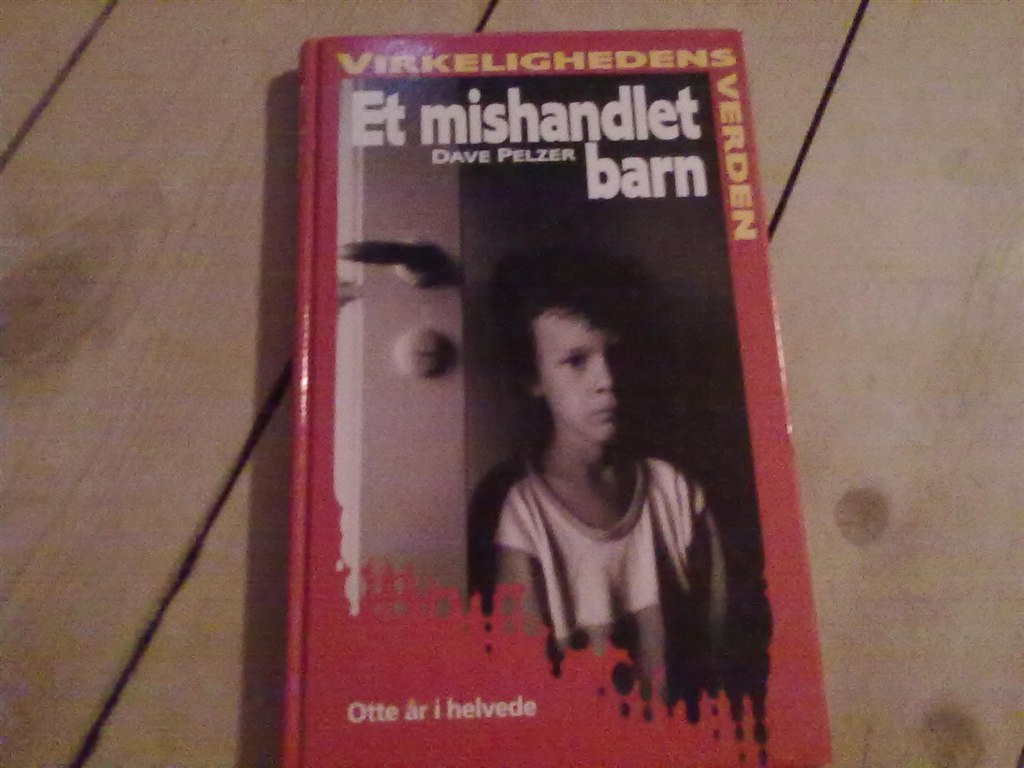 VIRKELIGHEDENS
VERDEN
Et mishandlet
DAVE PELZER
barn
Otte år i helvede